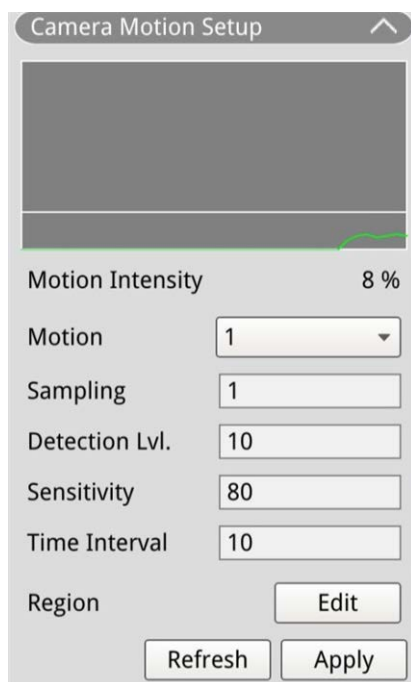 Camera Motion Setup
Motion Intensity 8 %
Motion 1
Sampling 1
Detection Lvl. 10
Sensitivity 80
Time Interval 10
Region Edit
Refresh Apply